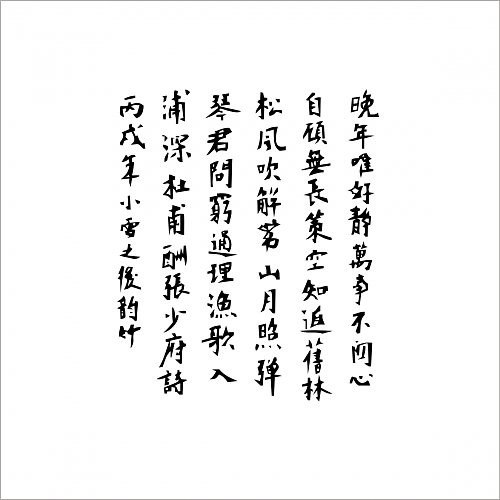 晚年唯好靜萬事不関心
自顧無長策空知返舊林
松風吹解帶山月照彈
琴君問窮通理漁歌入
浦深杜甫酬張少府詩
丙戌年小雪之後韵竹